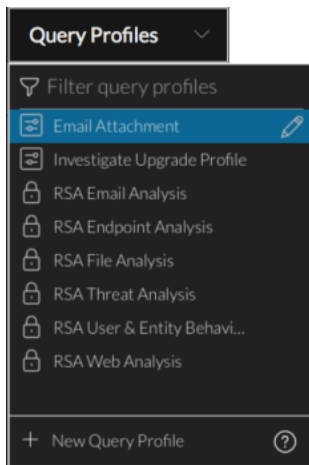 Query Profiles
Filter query profiles
Email Attachment
Investigate Upgrade Profile
RSA Email Analysis
RSA Endpoint Analysis
RSA File Analysis
RSA Threat Analysis
RSA User & Entity Behavi...
RSA Web Analysis
+ New Query Profile ?